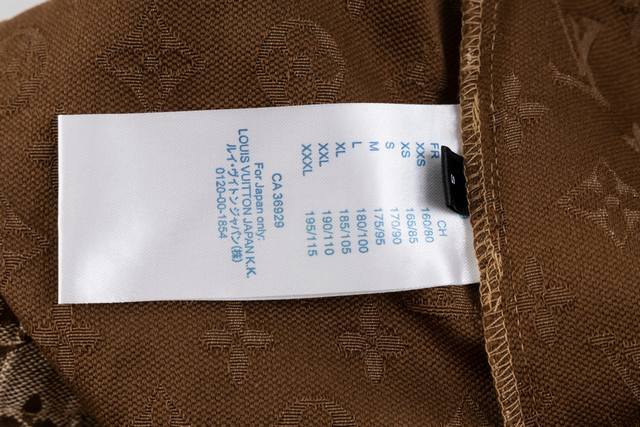 FR CH
XXS 160/80
XS 165/85
S 170/90
M 175/95
L 180/100
XL 185/105
XXL 190/110
XXXL 195/115
CA 36929
For Japan only:
LOUIS VUITTON JAPAN K.K.
ルイ・ヴィトンジャパン(株)
0120-00-1854
S